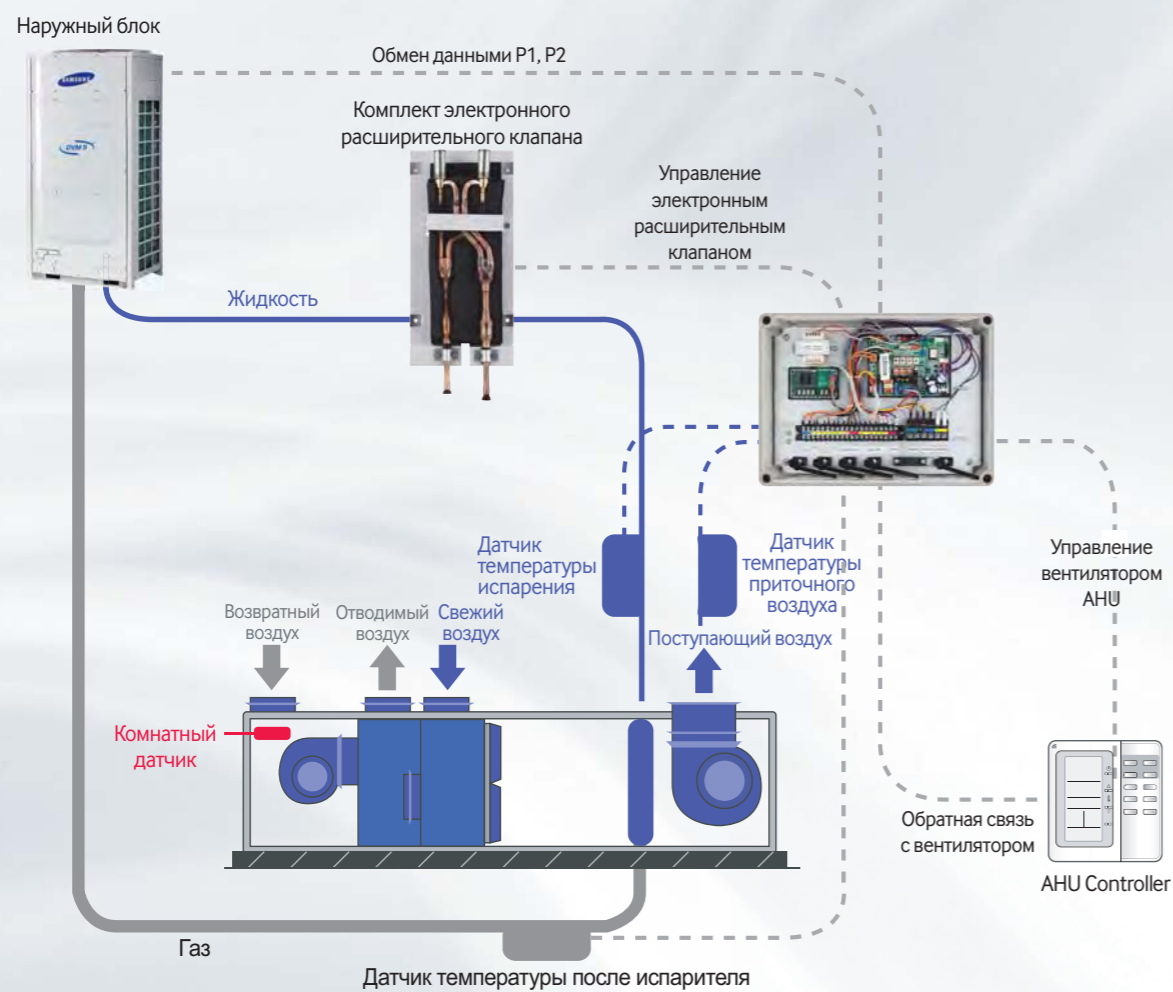 Наружный блок
SAMSUNG
DVM S
Обмен данными P1, P2
Комплект электронного
расширительного клапана
Управление
электронным
расширительным
клапаном
Жидкость
Датчик
температуры
испарения
Датчик
температуры
приточного
воздуха
Управление
вентилятором
AHU
Возвратный
воздух
Отводимый
воздух
Свежий
воздух
Поступающий воздух
Комнатный
датчик
Обратная связь
с вентилятором
AHU Controller
Газ
Датчик температуры после испарителя